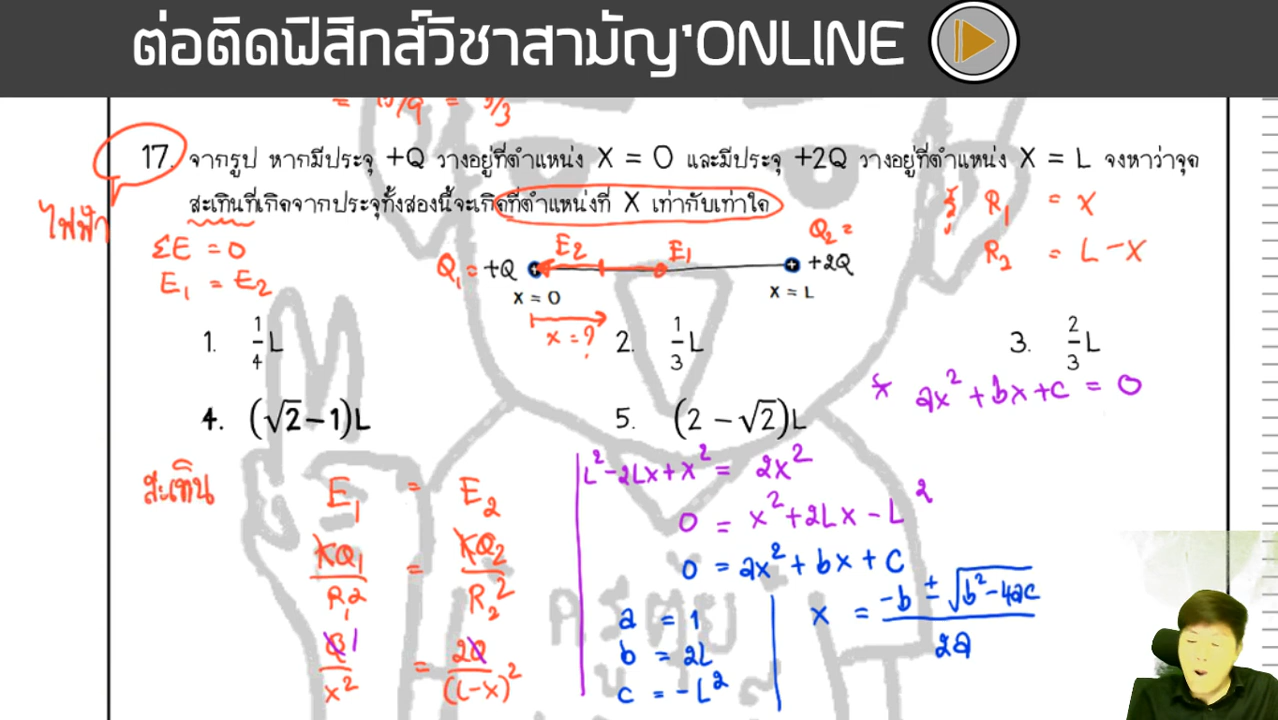 ต่อติดฟิสิกส์วิชาสามัญ'ONLINE
17. จากรูป หากมีประจุ +Q วางอยู่ที่ตำแหน่ง X = 0 และมีประจุ +2Q วางอยู่ที่ตำแหน่ง X = L จงหาว่าจุด
สะเทินที่เกิดจากประจุทั้งสองนี้จะเกิดที่ตำแหน่งที่ X เท่ากับเท่าใด
ไฟฟ้า
ΣE = 0
E₁ = E₂
R₁ = x
R₂ = L - x
Q₁ = +Q
E₂
E₁
Q₂ =
+2Q
X = 0
X = L
x = ?
1. 1/4 L
2. 1/3 L
3. 2/3 L
* ax² + bx + c = 0
4. (√2-1)L
5. (2 - √2)L
สะเทิน
E₁ = E₂
KQ₁/R₁² = KQ₂/R₂²
Q 1/x² = 2Q/(L-x)²
L² - 2Lx + x² = 2x²
0 = x² + 2Lx - L²
0 = ax² + bx + c
a = 1
b = 2L
c = -L²
x = -b ± √b² - 4ac / 2a
ครูต้อย